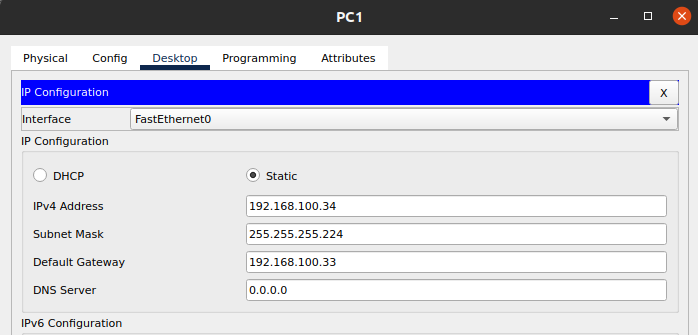 PC1
Physical Config Desktop Programming Attributes
IP Configuration X
Interface FastEthernet0
IP Configuration
DHCP Static
IPv4 Address 192.168.100.34
Subnet Mask 255.255.255.224
Default Gateway 192.168.100.33
DNS Server 0.0.0.0
IPv6 Configuration